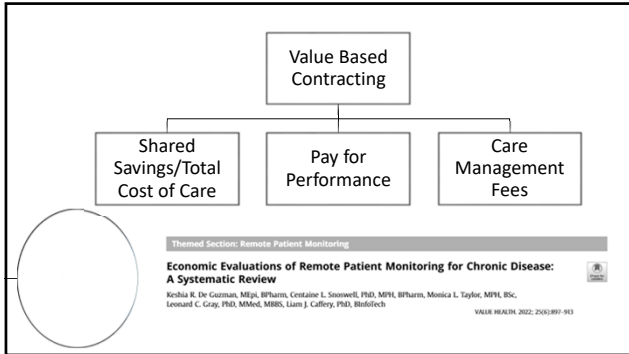 Value Based
Contracting
Shared
Savings/Total
Cost of Care
Pay for
Performance
Care
Management
Fees
Themed Section: Remote Patient Monitoring
Economic Evaluations of Remote Patient Monitoring for Chronic Disease:
A Systematic Review
Keshia R. De Guzman, MEpi, BPharm, Centaine L. Snoswell, PhD, MPH, BPharm, Monica L. Taylor, MPH, BSc,
Leonard C. Gray, PhD, MMed, MBBS, Liam J. Caffery, PhD, BInfoTech
VALUE HEALTH. 2022; 25(6):897–913